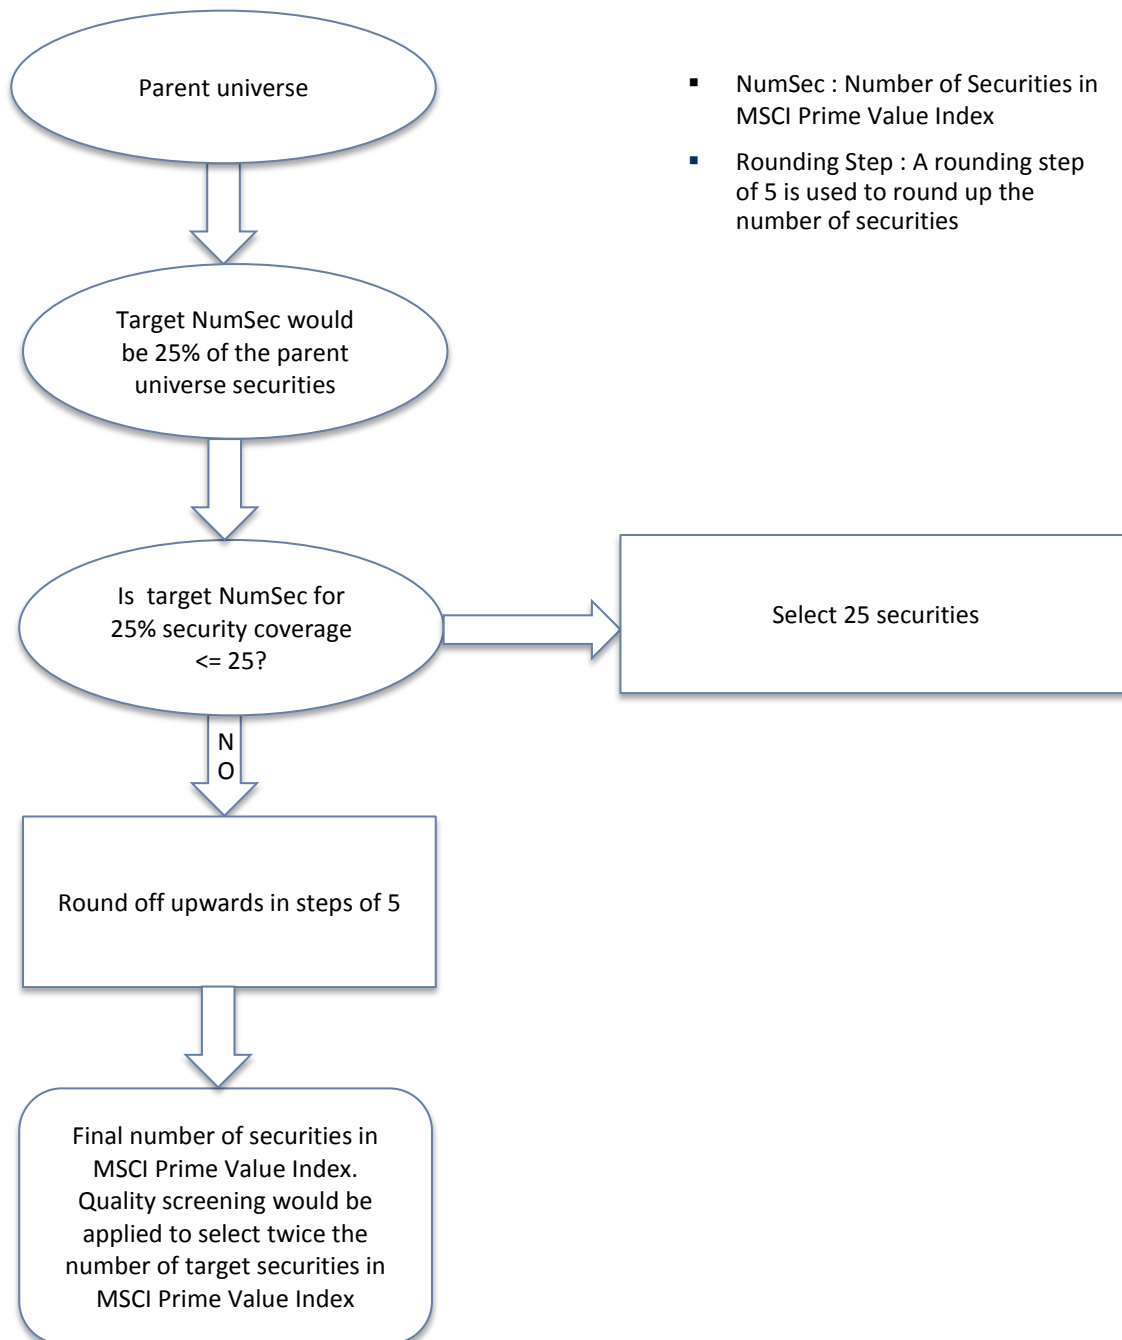 Parent universe
▪ NumSec : Number of Securities in
MSCI Prime Value Index
▪ Rounding Step : A rounding step
of 5 is used to round up the
number of securities
Target NumSec would
be 25% of the parent
universe securities
Is target NumSec for
25% security coverage
<= 25?
Select 25 securities
N
O
Round off upwards in steps of 5
Final number of securities in
MSCI Prime Value Index.
Quality screening would be
applied to select twice the
number of target securities in
MSCI Prime Value Index